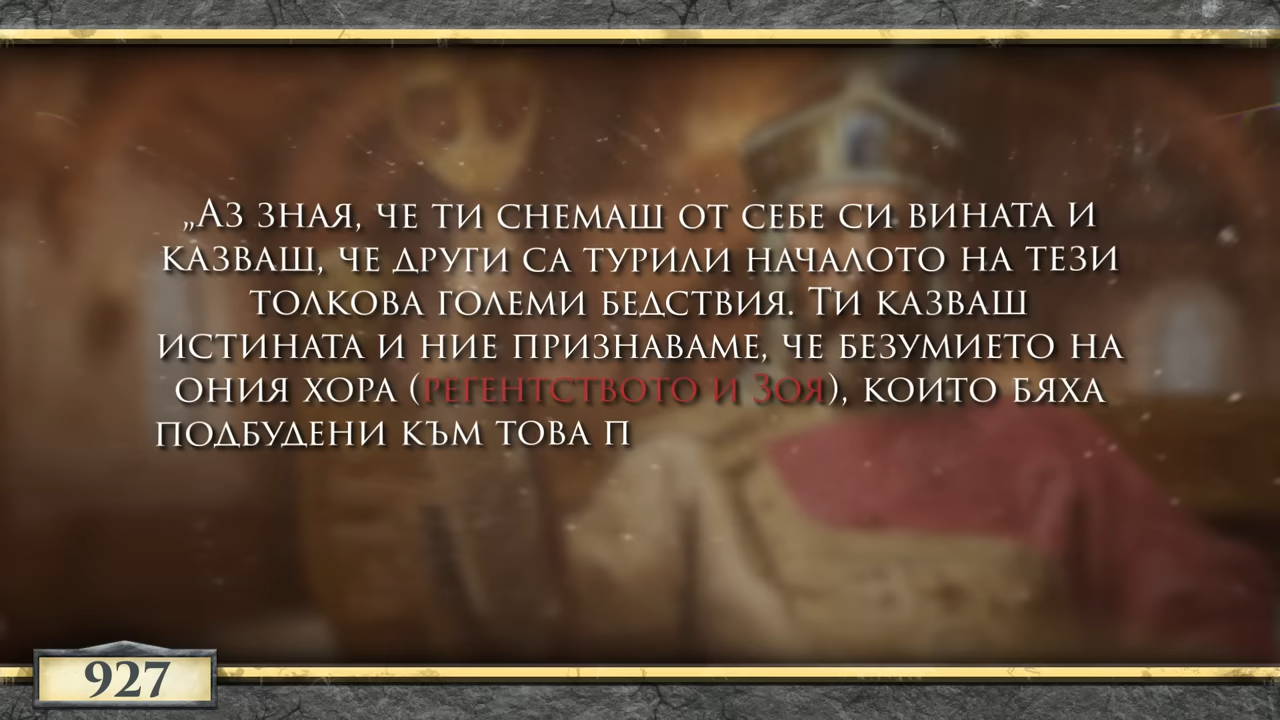 „Аз зная, че ти снемаш от себе си вината и
казваш, че други са турили началото на тези
толкова големи бедствия. Ти казваш
истината и ние признаваме, че безумието на
ония хора (регентството и Зоя), които бяха
подбудени към това п
927